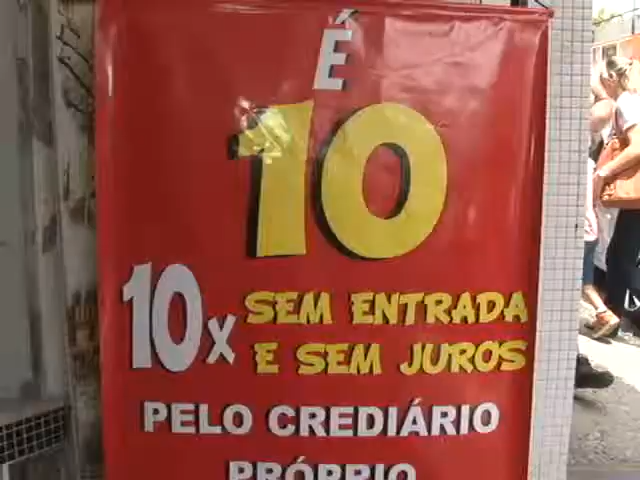 É
10
10x SEM ENTRADA
E SEM JUROS
PELO CREDIÁRIO
PRÓPRIO